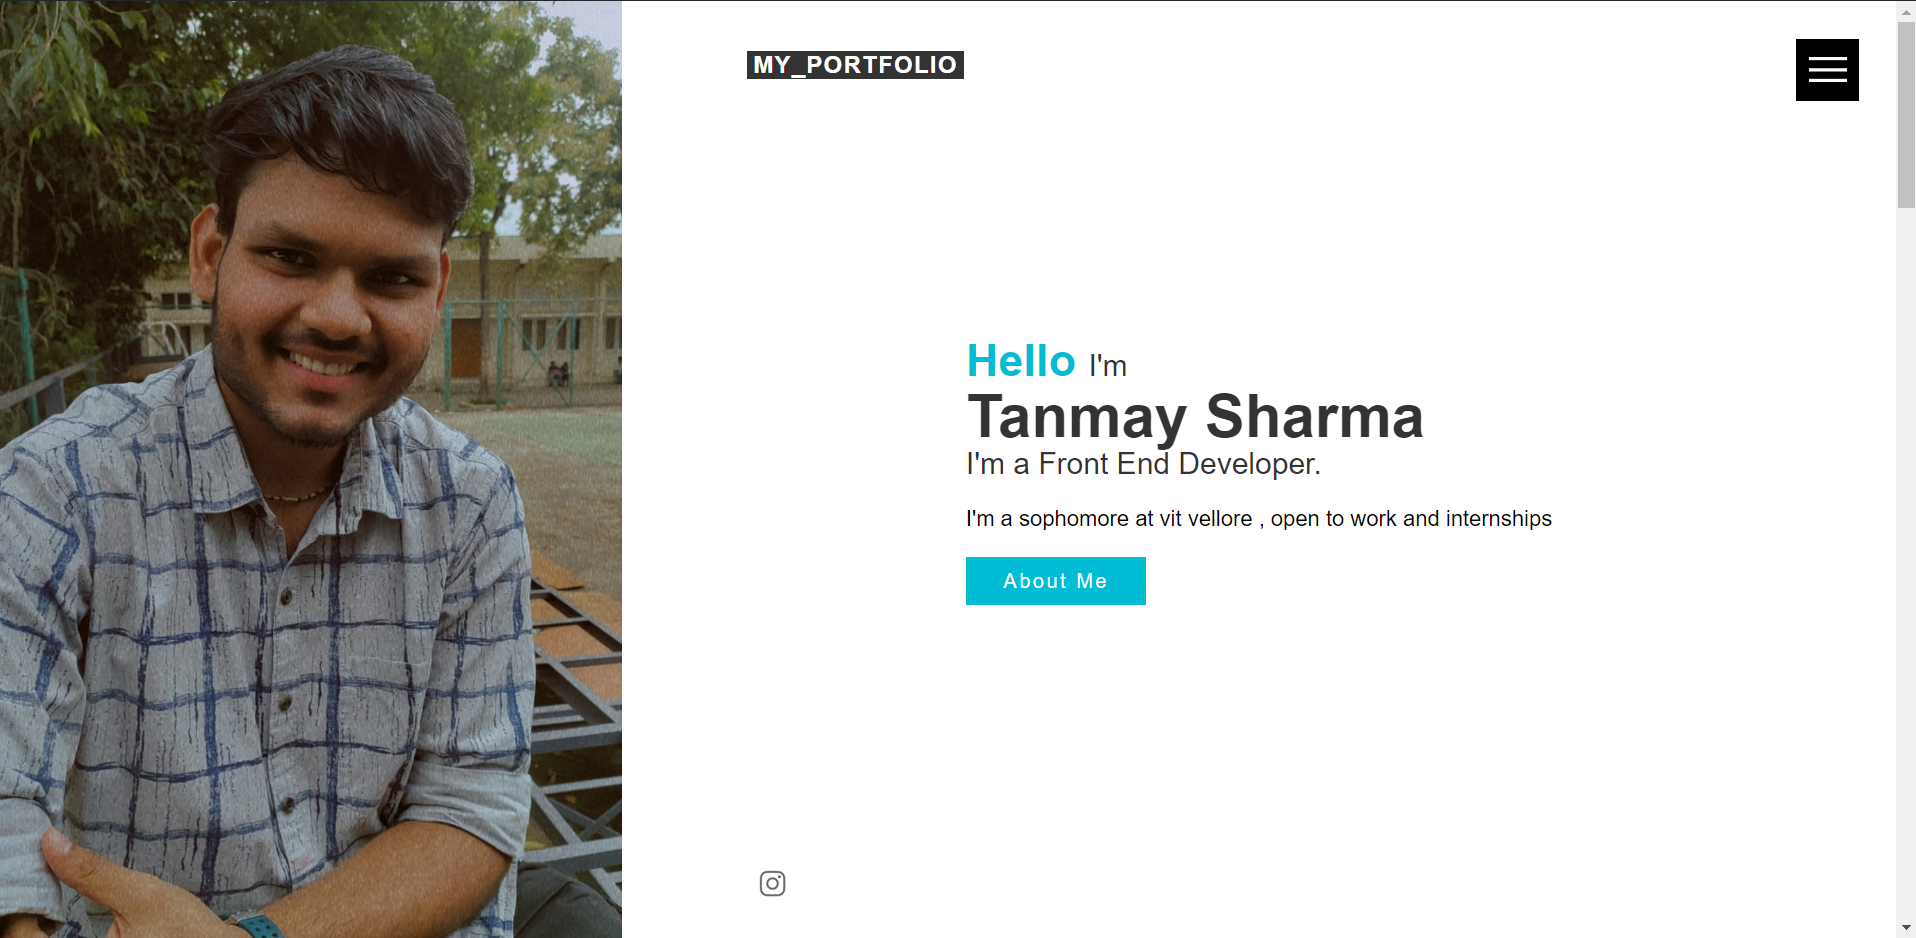 MY_PORTFOLIO
Hello I'm
Tanmay Sharma
I'm a Front End Developer.
I'm a sophomore at vit vellore , open to work and internships
About Me